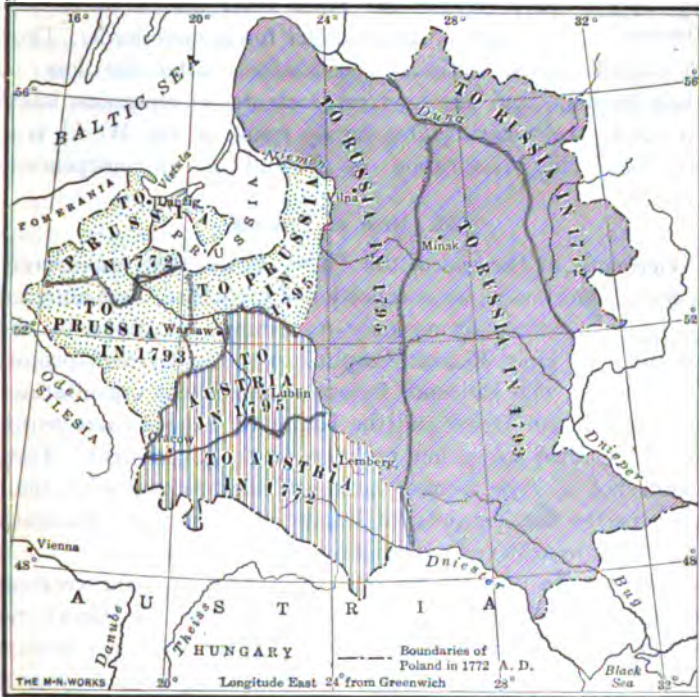 16°
20°
24°
28°
32°
56°
56°
BALTIC SEA
TO RUSSIA IN 1795
Duna
TO RUSSIA IN 1772
Niemen
POMERANIA
Vistula
Danzig
TO PRUSSIA IN 1772
PRUSSIA
Vilna
TO PRUSSIA IN 1795
Minsk
TO RUSSIA IN 1793
52°
52°
TO PRUSSIA IN 1793
Warsaw
TO AUSTRIA IN 1795
Lublin
Oder
SILESIA
Cracow
TO AUSTRIA IN 1772
Lemberg
Dnieper
Vienna
48°
48°
Dniester
Bug
AUSTRIA
Danube
Theiss
HUNGARY
Boundaries of
Poland in 1772 A. D.
Black
Sea
THE M-N-WORKS
20°
Longitude East
24°
from Greenwich
28°
32°